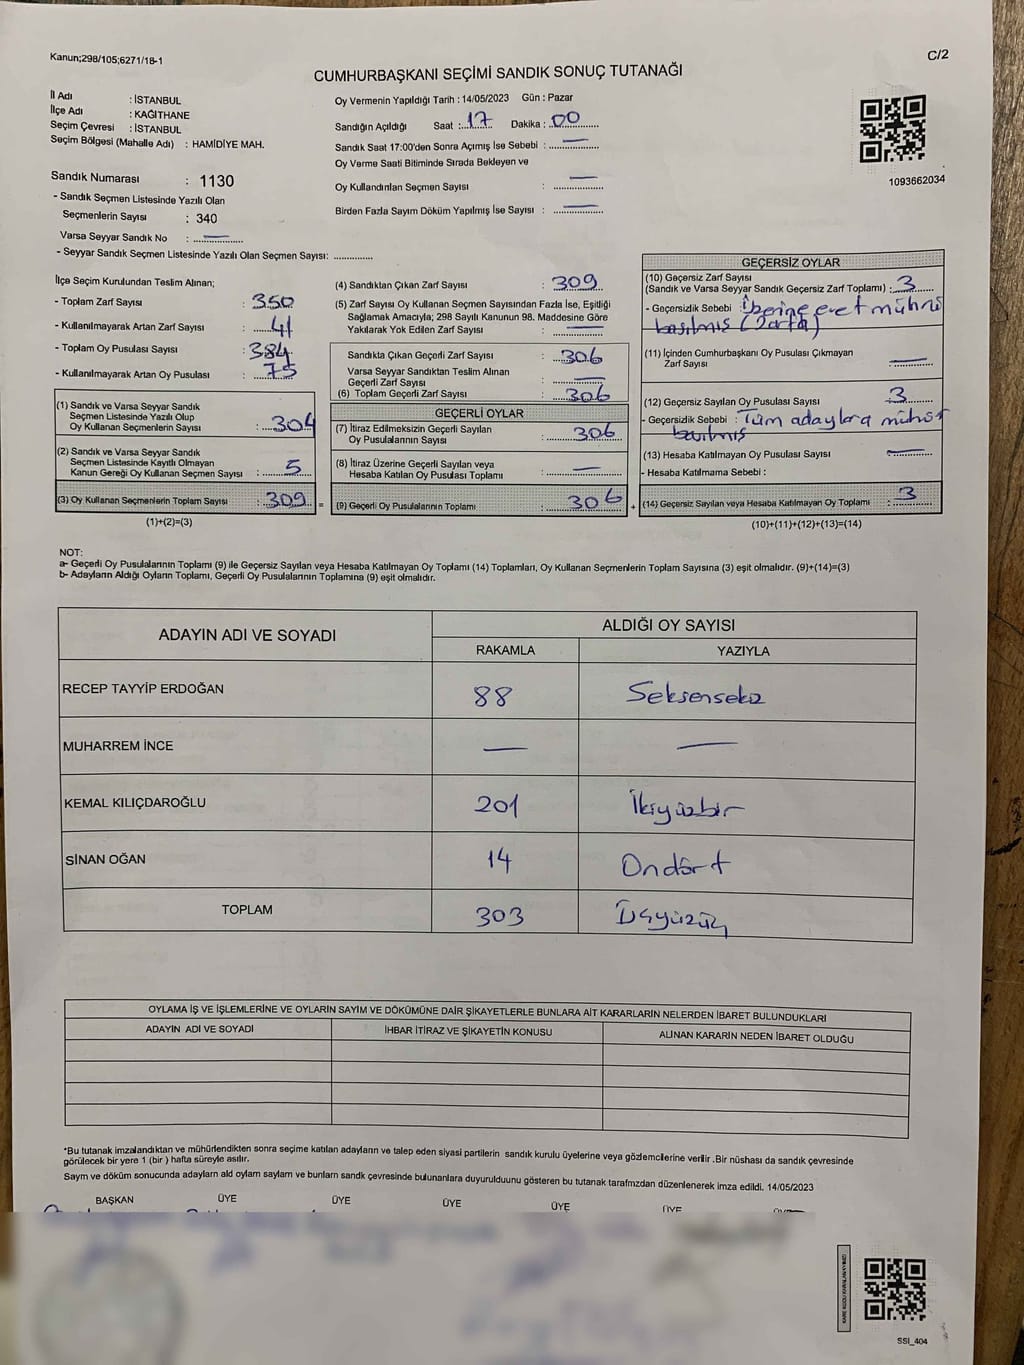 Kanun;298/105;6271/18-1
C/2
CUMHURBAŞKANI SEÇİMİ SANDIK SONUÇ TUTANAĞI
İl Adı : İSTANBUL
İlçe Adı : KAĞITHANE
Seçim Çevresi : İSTANBUL
Seçim Bölgesi (Mahalle Adı) : HAMİDİYE MAH.
Sandık Numarası : 1130
- Sandık Seçmen Listesinde Yazılı Olan
Seçmenlerin Sayısı : 340
Varsa Seyyar Sandık No : —
- Seyyar Sandık Seçmen Listesinde Yazılı Olan Seçmen Sayısı: ...............
Oy Vermenin Yapıldığı Tarih : 14/05/2023 Gün : Pazar
Sandığın Açıldığı Saat : 17 Dakika : 00
Sandık Saat 17:00'den Sonra Açımış İse Sebebi : —
Oy Verme Saati Bitiminde Sırada Bekleyen ve
Oy Kullandırılan Seçmen Sayısı : —
Birden Fazla Sayım Döküm Yapılmış İse Sayısı : —
1093662034
İlçe Seçim Kurulundan Teslim Alınan;
- Toplam Zarf Sayısı : 350
- Kullanılmayarak Artan Zarf Sayısı : 41
- Toplam Oy Pusulası Sayısı : 384
- Kullanılmayarak Artan Oy Pusulası : 75
(1) Sandık ve Varsa Seyyar Sandık
Seçmen Listesinde Yazılı Olup
Oy Kullanan Seçmenlerin Sayısı : 304
(2) Sandık ve Varsa Seyyar Sandık
Seçmen Listesinde Kayıtlı Olmayan
Kanun Gereği Oy Kullanan Seçmen Sayısı : 5
(3) Oy Kullanan Seçmenlerin Toplam Sayısı : 309 =
(1)+(2)=(3)
(4) Sandıktan Çıkan Zarf Sayısı : 309
(5) Zarf Sayısı Oy Kullanan Seçmen Sayısından Fazla İse, Eşitliği
Sağlamak Amacıyla; 298 Sayılı Kanunun 98. Maddesine Göre
Yakılarak Yok Edilen Zarf Sayısı : —
Sandıkta Çıkan Geçerli Zarf Sayısı : 306
Varsa Seyyar Sandıktan Teslim Alınan
Geçerli Zarf Sayısı : —
(6) Toplam Geçerli Zarf Sayısı : 306
GEÇERLİ OYLAR
(7) İtiraz Edilmeksizin Geçerli Sayılan
Oy Pusulalarının Sayısı : 306
(8) İtiraz Üzerine Geçerli Sayılan veya
Hesaba Katılan Oy Pusulası Toplamı : —
(9) Geçerli Oy Pusulalarının Toplamı : 306 +
GEÇERSİZ OYLAR
(10) Geçersiz Zarf Sayısı
(Sandık ve Varsa Seyyar Sandık Geçersiz Zarf Toplamı) : 3
- Geçersizlik Sebebi : Üzerine evet mührü
basılmış (Zarfa)
(11) İçinden Cumhurbaşkanı Oy Pusulası Çıkmayan
Zarf Sayısı —
(12) Geçersiz Sayılan Oy Pusulası Sayısı 3
- Geçersizlik Sebebi : Tüm adaylara mühür
basılmış
(13) Hesaba Katılmayan Oy Pusulası Sayısı —
- Hesaba Katılmama Sebebi :
(14) Geçersiz Sayılan veya Hesaba Katılmayan Oy Toplamı : 3
(10)+(11)+(12)+(13)=(14)
NOT:
a- Geçerli Oy Pusulalarının Toplamı (9) ile Geçersiz Sayılan veya Hesaba Katılmayan Oy Toplamı (14) Toplamları, Oy Kullanan Seçmenlerin Toplam Sayısına (3) eşit olmalıdır. (9)+(14)=(3)
b- Adayların Aldığı Oyların Toplamı, Geçerli Oy Pusulalarının Toplamına (9) eşit olmalıdır.
ADAYIN ADI VE SOYADI ALDIĞI OY SAYISI
RAKAMLA YAZIYLA
RECEP TAYYİP ERDOĞAN 88 Seksensekiz
MUHARREM İNCE — —
KEMAL KILIÇDAROĞLU 201 İkiyüzbir
SİNAN OĞAN 14 Ondört
TOPLAM 303 Üçyüzüç
OYLAMA İŞ VE İŞLEMLERİNE VE OYLARIN SAYIM VE DÖKÜMÜNE DAİR ŞİKAYETLERLE BUNLARA AİT KARARLARIN NELERDEN İBARET BULUNDUKLARI
ADAYIN ADI VE SOYADI İHBAR İTİRAZ VE ŞİKAYETİN KONUSU ALINAN KARARIN NEDEN İBARET OLDUĞU
*Bu tutanak imzalandıktan ve mühürlendikten sonra seçime katılan adayların ve talep eden siyasi partilerin sandık kurulu üyelerine veya gözlemcilerine verilir .Bir nüshası da sandık çevresinde
görülecek bir yere 1 (bir ) hafta süreyle asılır.
Sayım ve döküm sonucunda adayların ald oyların sayların ve bunların sandık çevresinde bulunanlara duyurulduunu gösteren bu tutanak tarafmzdan düzenlenerek imza edildi. 14/05/2023
BAŞKAN ÜYE ÜYE ÜYE ÜYE ÜYE
SSI_404